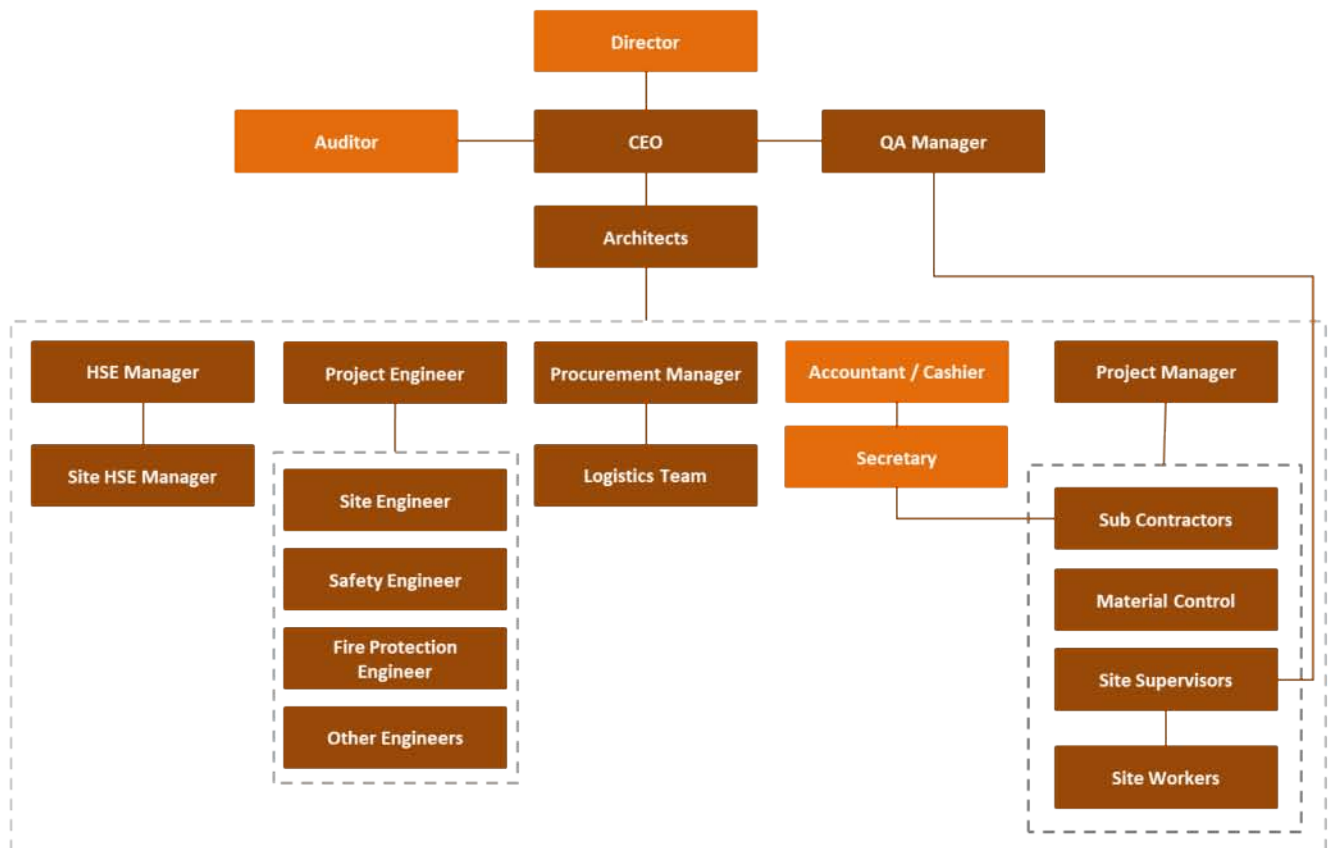 Director
Auditor
CEO
QA Manager
Architects
HSE Manager
Project Engineer
Procurement Manager
Accountant / Cashier
Project Manager
Site HSE Manager
Site Engineer
Safety Engineer
Fire Protection
Engineer
Other Engineers
Logistics Team
Secretary
Sub Contractors
Material Control
Site Supervisors
Site Workers